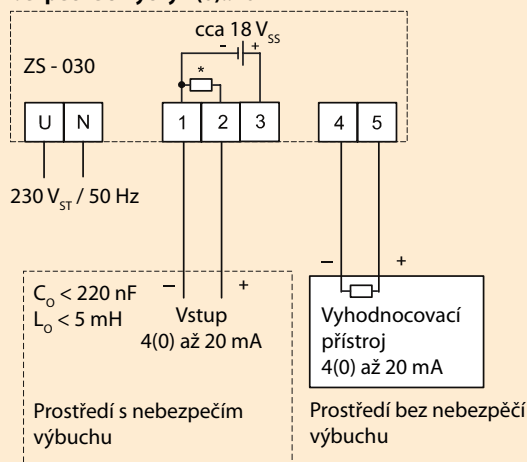 cca 18 V_SS
- +
ZS - 030
*
U N 1 2 3 4 5
230 V_ST / 50 Hz
– + – +
C_O < 220 nF
L_O < 5 mH
Vstup
4(0) až 20 mA
Vyhodnocovací
přístroj
4(0) až 20 mA
Prostředí s nebezpečím
výbuchu
Prostředí bez nebezpěčí
výbuchu